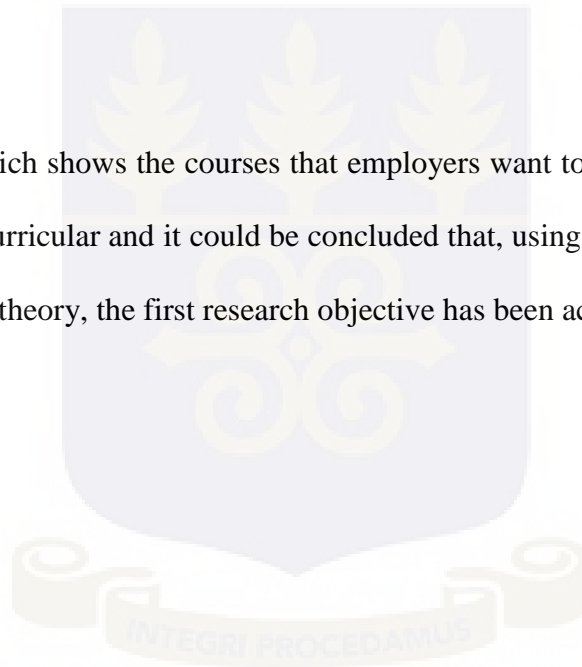 ich shows the courses that employers want to
urricular and it could be concluded that, using
theory, the first research objective has been ac
INTEGRI PROCEDAMUS